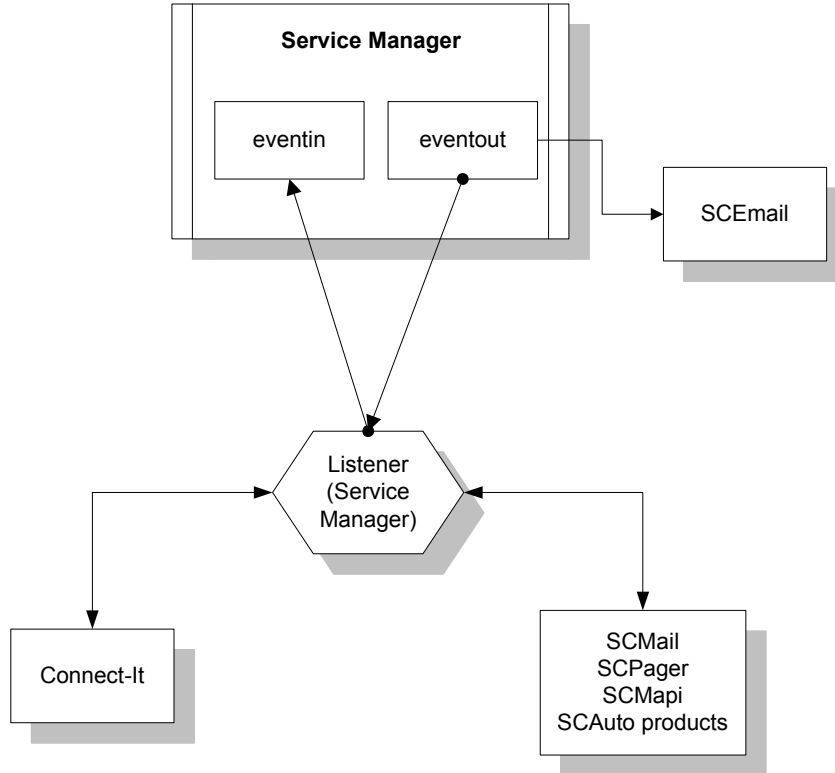 Service Manager
eventin
eventout
SCEmail
Listener
(Service
Manager)
Connect-It
SCMail
SCPager
SCMapi
SCAuto products